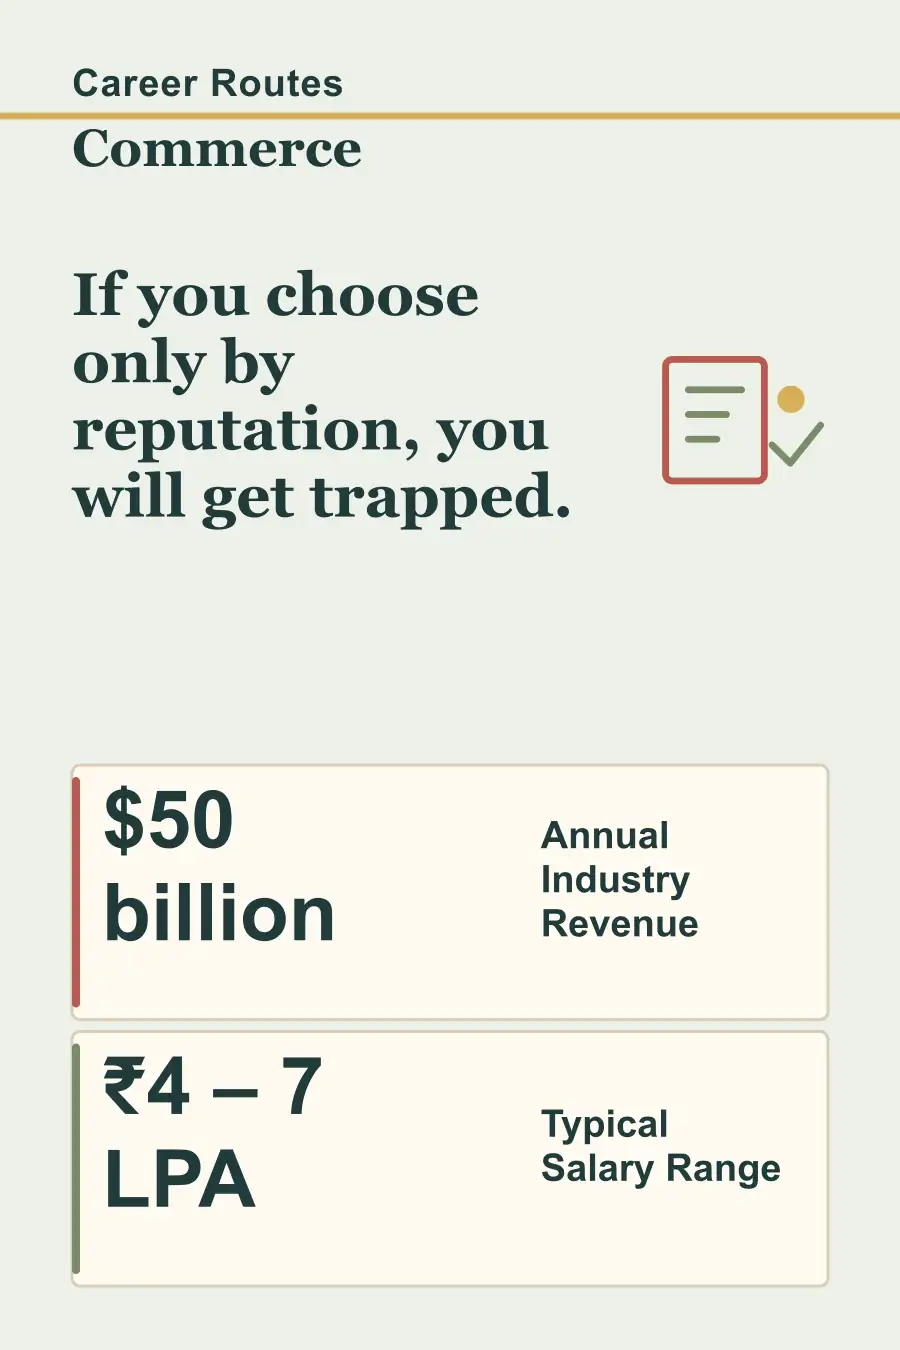 Career Routes
Commerce
If you choose
only by
reputation, you
will get trapped.
$50
billion
Annual
Industry
Revenue
₹4 – 7
LPA
Typical
Salary Range